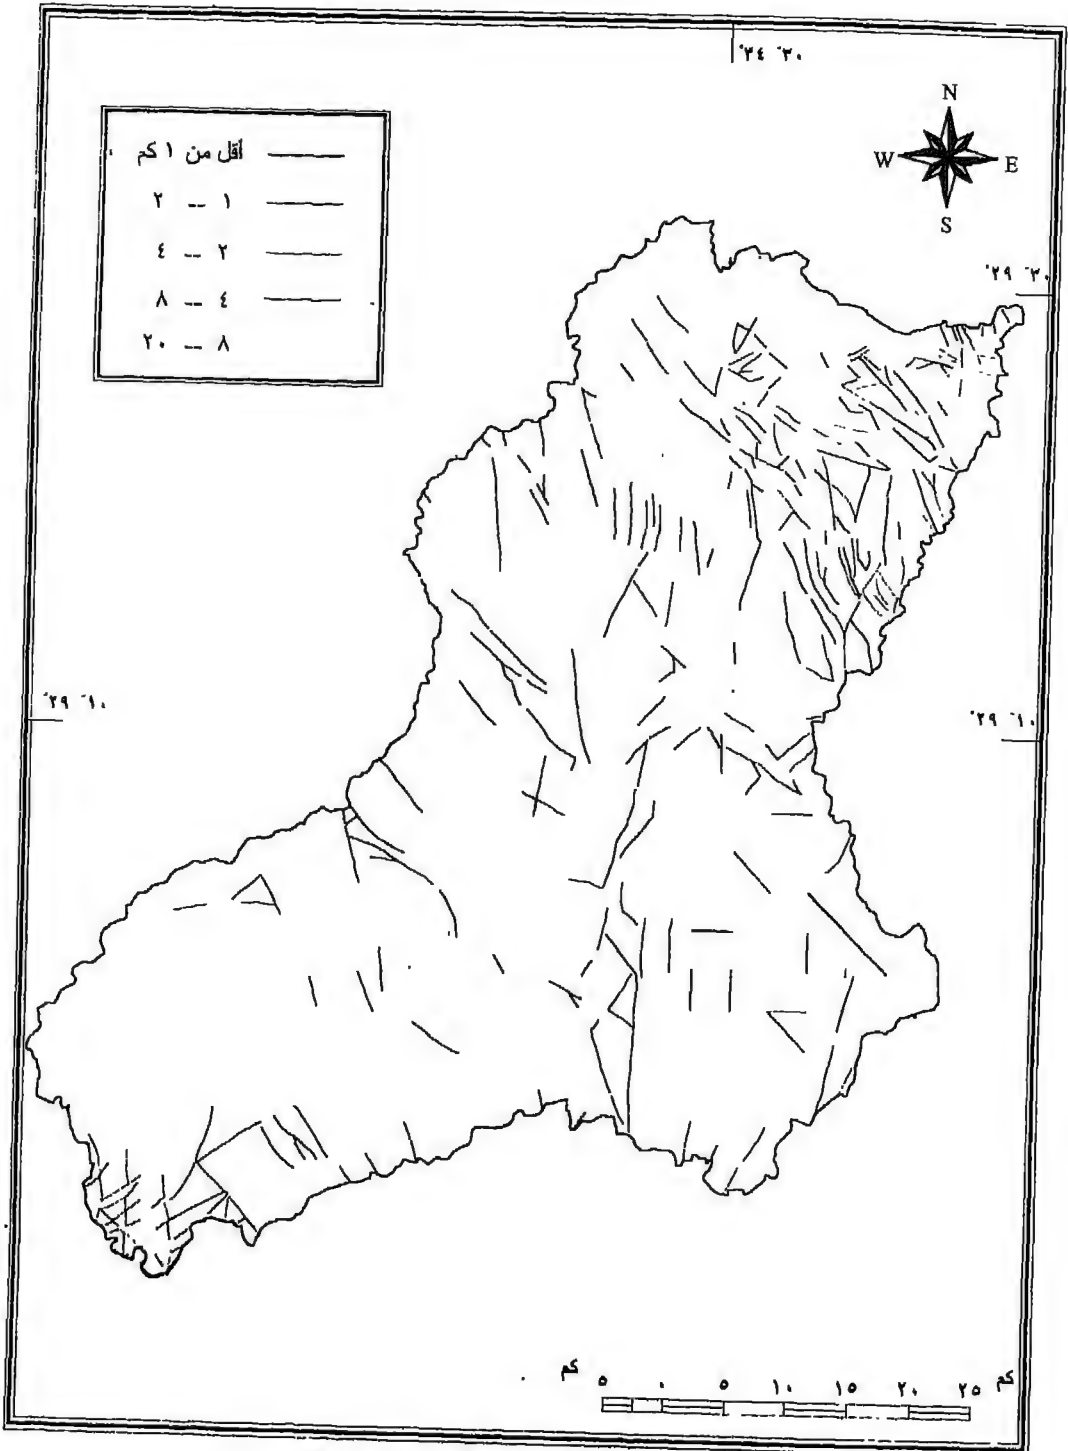 ٣٤° ٣٠َ
N
W E
S
أقل من ١ كم
١ -- ٢
٢ -- ٤
٤ -- ٨
٨ -- ٢٠
٢٩° ٣٠َ
٢٩° ١٠َ
٢٩° ١٠َ
كم ٥ ٠ ٥ ١٠ ١٥ ٢٠ ٢٥ كم